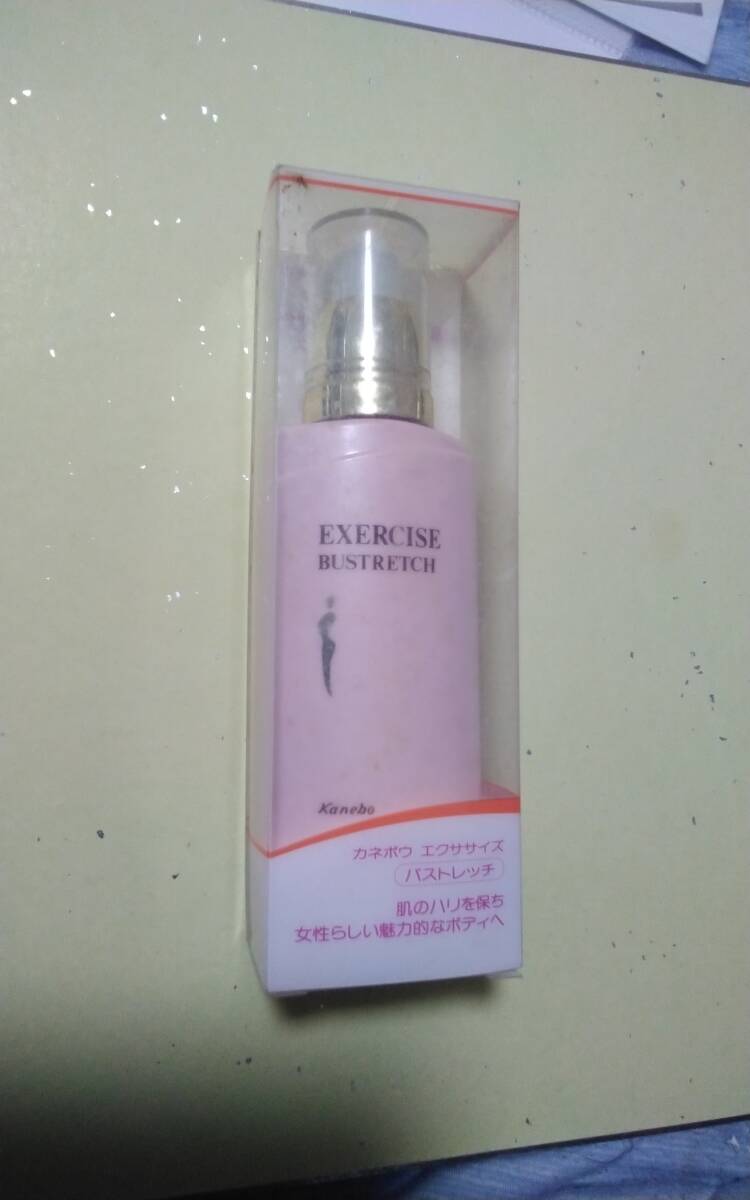 EXERCISE
BUSTRETCH
Kanebo
カネボウ エクササイズ
バストレッチ
肌のハリを保ち
女性らしい魅力的なボディへ